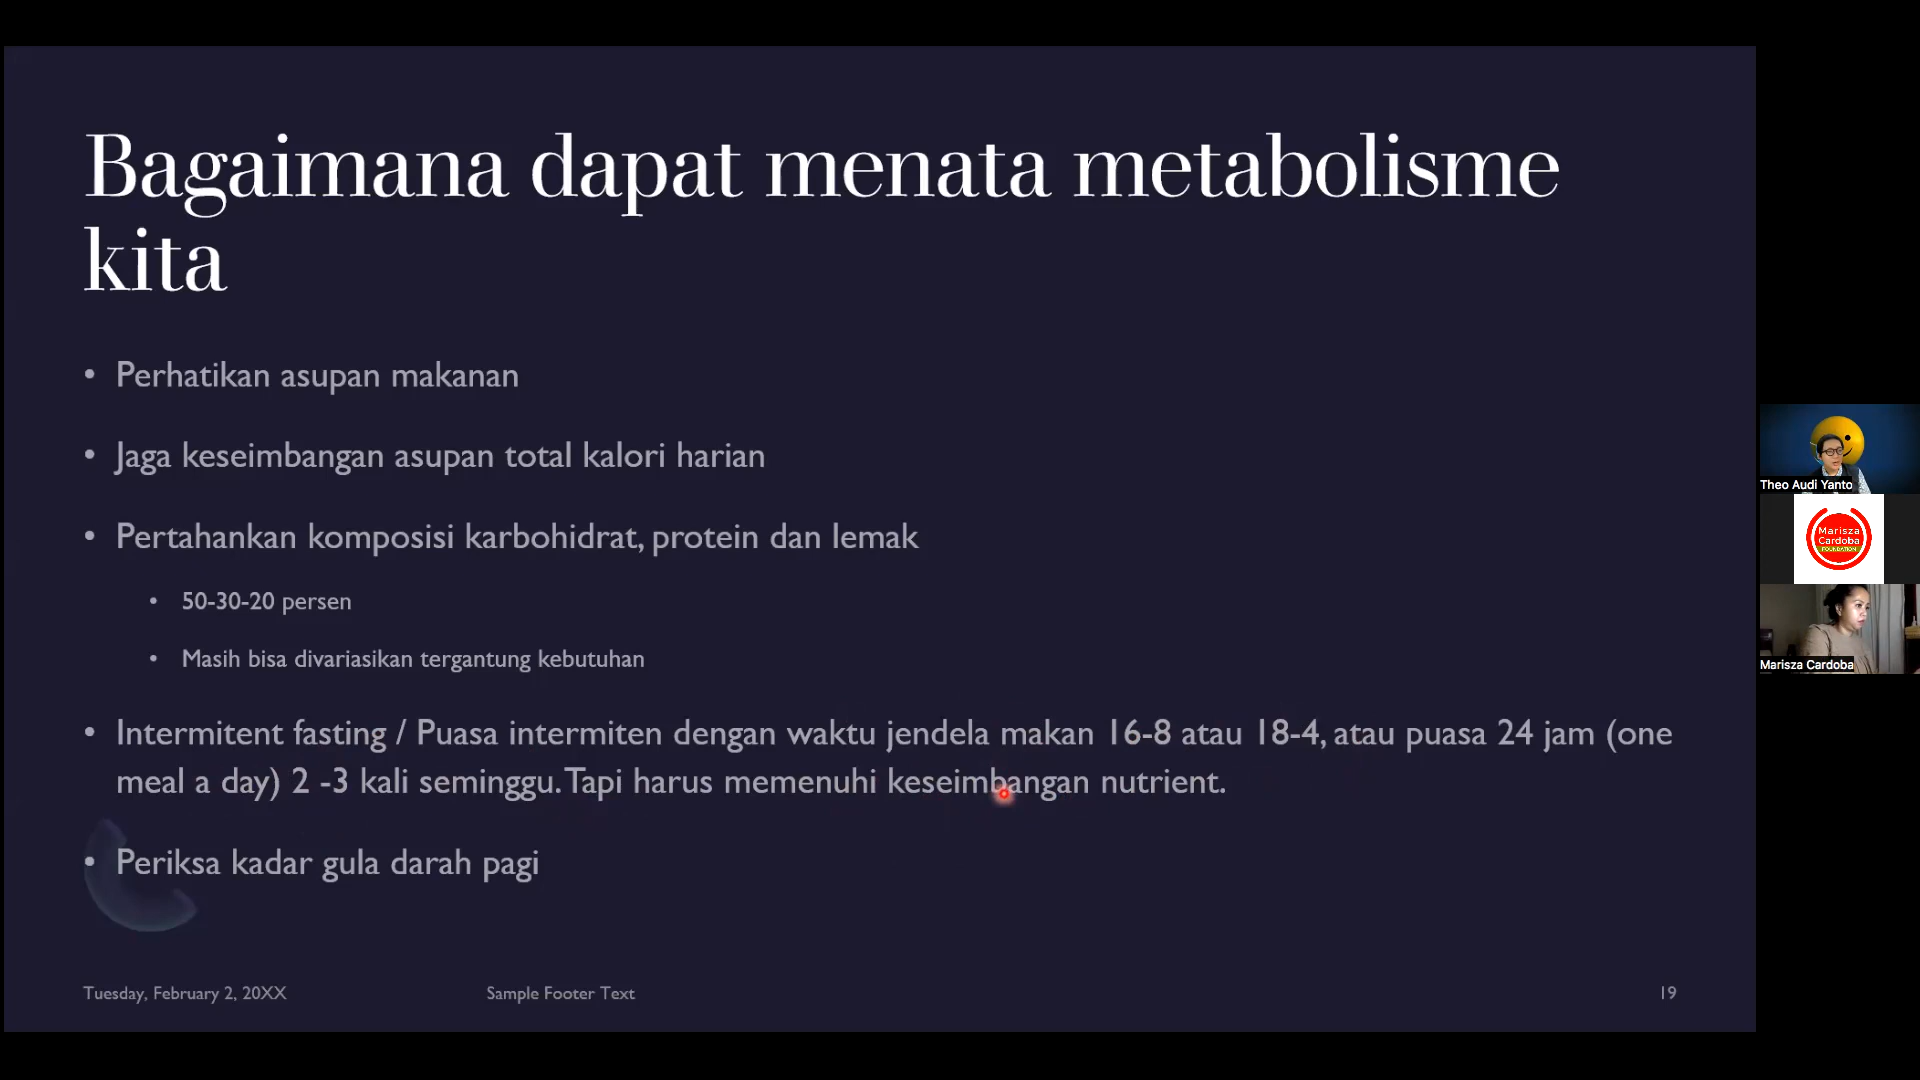 Bagaimana dapat menata metabolisme
kita
• Perhatikan asupan makanan
• Jaga keseimbangan asupan total kalori harian
• Pertahankan komposisi karbohidrat, protein dan lemak
• 50-30-20 persen
• Masih bisa divariasikan tergantung kebutuhan
• Intermitent fasting / Puasa intermiten dengan waktu jendela makan 16-8 atau 18-4, atau puasa 24 jam (one
meal a day) 2 -3 kali seminggu. Tapi harus memenuhi keseimbangan nutrient.
• Periksa kadar gula darah pagi
Tuesday, February 2, 20XX
Sample Footer Text
19
Theo Audi Yanto
Marisza
Cardoba
FOUNDATION
Marisza Cardoba